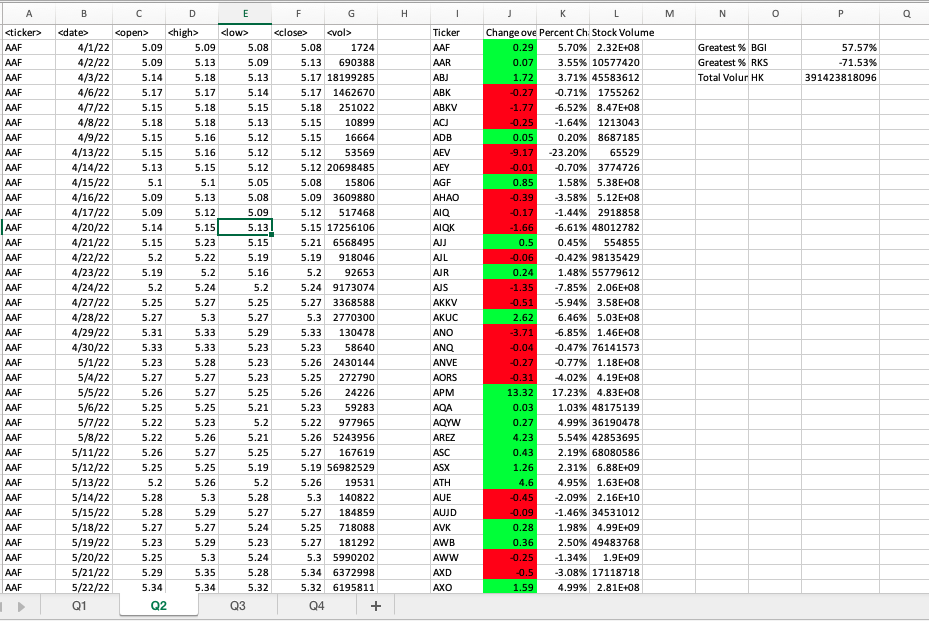 A B C D E F G H I J K L M N O P Q
<ticker> <date> <open> <high> <low> <close> <vol> Ticker Change ove Percent Ch Stock Volume
AAF 4/1/22 5.09 5.09 5.08 5.08 1724 AAF 0.29 5.70% 2.32E+08 Greatest % BGI 57.57%
AAF 4/2/22 5.09 5.13 5.09 5.13 690388 AAR 0.07 3.55% 10577420 Greatest % RKS -71.53%
AAF 4/3/22 5.14 5.18 5.13 5.17 18199285 ABJ 1.72 3.71% 45583612 Total Volur HK 391423818096
AAF 4/6/22 5.17 5.17 5.14 5.17 1462670 ABK -0.27 -0.71% 1755262
AAF 4/7/22 5.15 5.18 5.15 5.18 251022 ABKV -1.77 -6.52% 8.47E+08
AAF 4/8/22 5.18 5.18 5.13 5.15 10899 ACJ -0.25 -1.64% 1213043
AAF 4/9/22 5.15 5.16 5.12 5.15 16664 ADB 0.05 0.20% 8687185
AAF 4/13/22 5.15 5.16 5.12 5.12 53569 AEV -9.17 -23.20% 65529
AAF 4/14/22 5.13 5.15 5.12 5.12 20698485 AEY -0.01 -0.70% 3774726
AAF 4/15/22 5.1 5.1 5.05 5.08 15806 AGF 0.85 1.58% 5.38E+08
AAF 4/16/22 5.09 5.13 5.08 5.09 3609880 AHAO -0.39 -3.58% 5.12E+08
AAF 4/17/22 5.09 5.12 5.09 5.12 517468 AIQ -0.17 -1.44% 2918858
AAF 4/20/22 5.14 5.15 5.13 5.15 17256106 AIQK -1.66 -6.61% 48012782
AAF 4/21/22 5.15 5.23 5.15 5.21 6568495 AJJ 0.5 0.45% 554855
AAF 4/22/22 5.2 5.22 5.19 5.19 918046 AJL -0.06 -0.42% 98135429
AAF 4/23/22 5.19 5.2 5.16 5.2 92653 AJR 0.24 1.48% 55779612
AAF 4/24/22 5.2 5.24 5.2 5.24 9173074 AJS -1.35 -7.85% 2.06E+08
AAF 4/27/22 5.25 5.27 5.25 5.27 3368588 AKKV -0.51 -5.94% 3.58E+08
AAF 4/28/22 5.27 5.3 5.27 5.3 2770300 AKUC 2.62 6.46% 5.03E+08
AAF 4/29/22 5.31 5.33 5.29 5.33 130478 ANO -3.71 -6.85% 1.46E+08
AAF 4/30/22 5.33 5.33 5.23 5.23 58640 ANQ -0.04 -0.47% 76141573
AAF 5/1/22 5.23 5.28 5.23 5.26 2430144 ANVE -0.27 -0.77% 1.18E+08
AAF 5/4/22 5.27 5.27 5.23 5.25 272790 AORS -0.31 -4.02% 4.19E+08
AAF 5/5/22 5.26 5.27 5.25 5.26 24226 APM 13.32 17.23% 4.83E+08
AAF 5/6/22 5.25 5.25 5.21 5.23 59283 AQA 0.03 1.03% 48175139
AAF 5/7/22 5.22 5.23 5.2 5.22 977965 AQYW 0.27 4.99% 36190478
AAF 5/8/22 5.22 5.26 5.21 5.26 5243956 AREZ 4.23 5.54% 42853695
AAF 5/11/22 5.26 5.27 5.25 5.27 167619 ASC 0.43 2.19% 68080586
AAF 5/12/22 5.25 5.25 5.19 5.19 56982529 ASX 1.26 2.31% 6.88E+09
AAF 5/13/22 5.2 5.26 5.2 5.26 19531 ATH 4.6 4.95% 1.63E+08
AAF 5/14/22 5.28 5.3 5.28 5.3 140822 AUE -0.45 -2.09% 2.16E+10
AAF 5/15/22 5.28 5.29 5.27 5.27 184859 AUJD -0.09 -1.46% 34531012
AAF 5/18/22 5.27 5.27 5.24 5.25 718088 AVK 0.28 1.98% 4.99E+09
AAF 5/19/22 5.23 5.29 5.23 5.27 181292 AWB 0.36 2.50% 49483768
AAF 5/20/22 5.25 5.3 5.24 5.3 5990202 AWW -0.25 -1.34% 1.9E+09
AAF 5/21/22 5.29 5.35 5.28 5.34 6372998 AXD -0.5 -3.08% 17118718
AAF 5/22/22 5.34 5.34 5.32 5.32 6195811 AXO 1.59 4.99% 2.81E+08
Q1 Q2 Q3 Q4 +